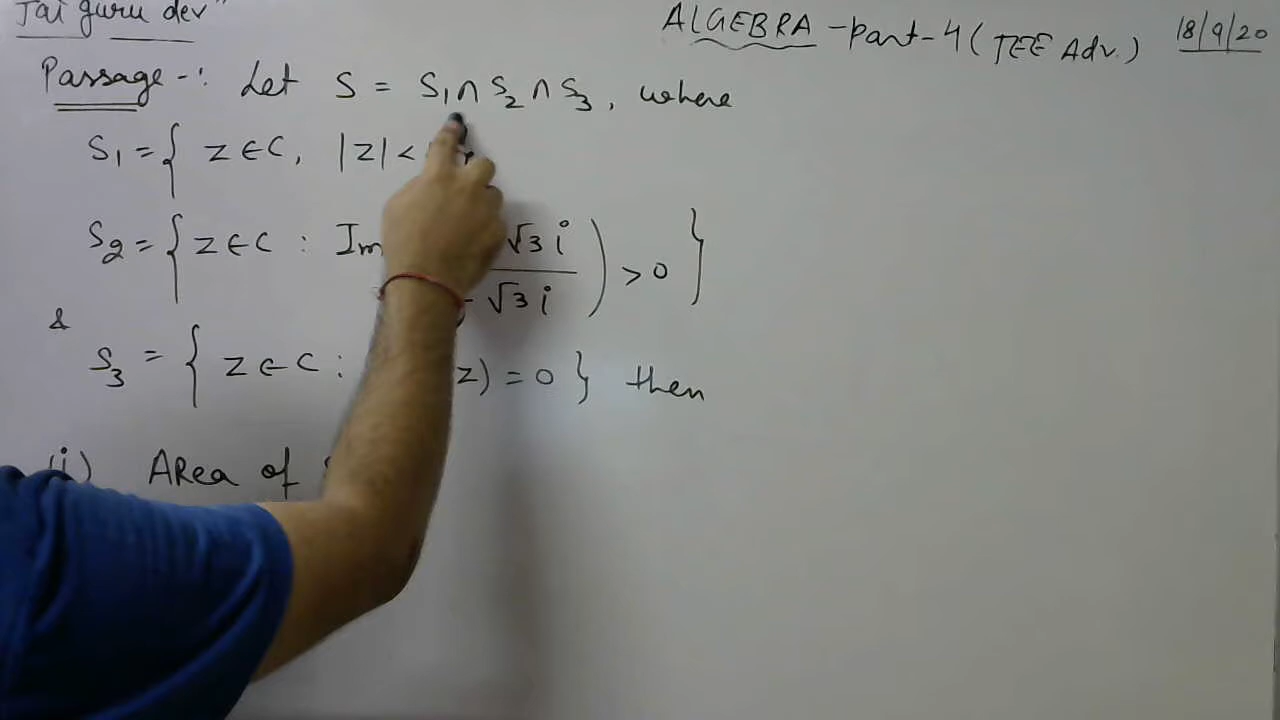 Jai guru dev"
ALGEBRA - part - 4 ( JEE Adv. ) 18/9/20
Passage -: Let S = S₁ ∩ S₂ ∩ S₃, where
S₁ = { z ∈ C, |z| <
S₂ = { z ∈ C : Im √3 i / - √3 i ) > 0 }
&
S₃ = { z ∈ C : z) = 0 } then
(i) Area of